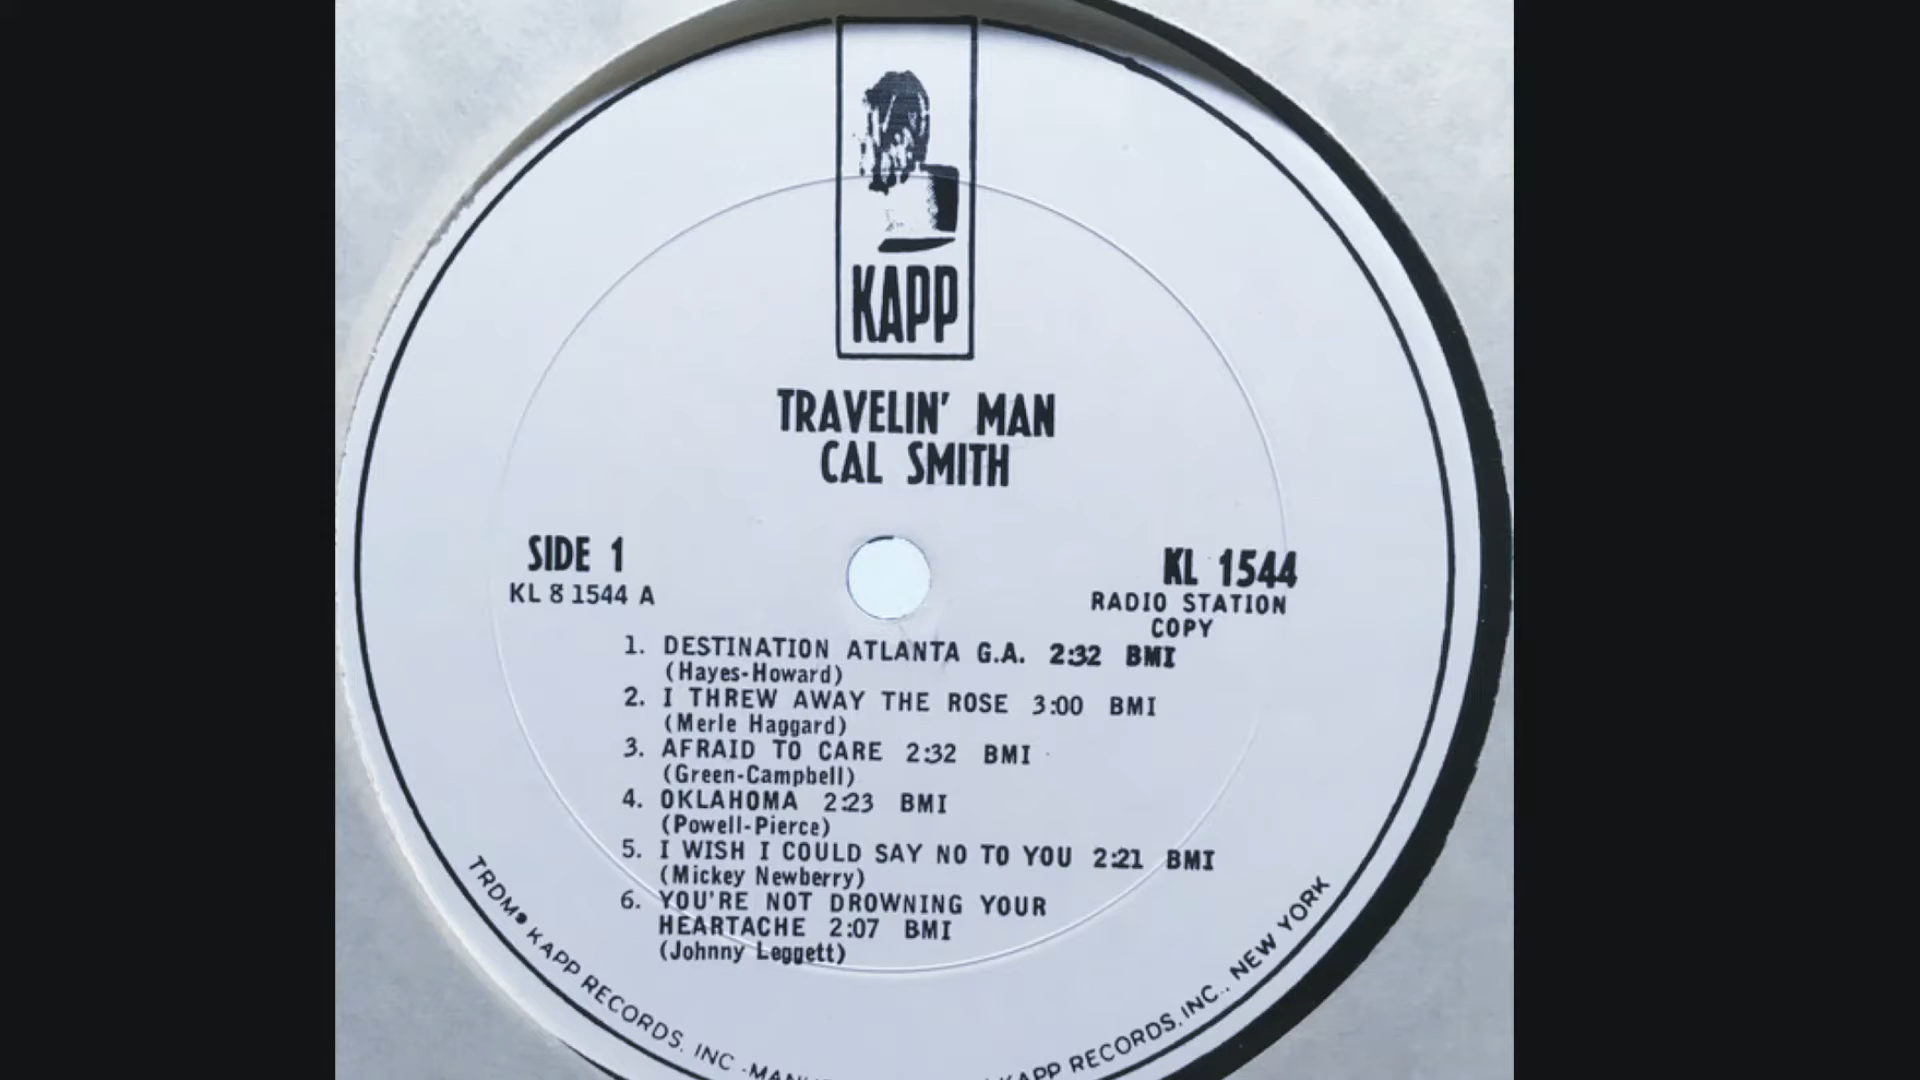 KAPP
TRAVELIN' MAN
CAL SMITH
SIDE 1
KL 8 1544 A
KL 1544
RADIO STATION
COPY
1. DESTINATION ATLANTA G.A. 2:32 BMI
(Hayes-Howard)
2. I THREW AWAY THE ROSE 3:00 BMI
(Merle Haggard)
3. AFRAID TO CARE 2:32 BMI
(Green-Campbell)
4. OKLAHOMA 2:23 BMI
(Powell-Pierce)
5. I WISH I COULD SAY NO TO YOU 2:21 BMI
(Mickey Newberry)
6. YOU'RE NOT DROWNING YOUR
HEARTACHE 2:07 BMI
(Johnny Leggett)
TRDM• KAPP RECORDS, INC. KAPP RECORDS, INC., NEW YORK